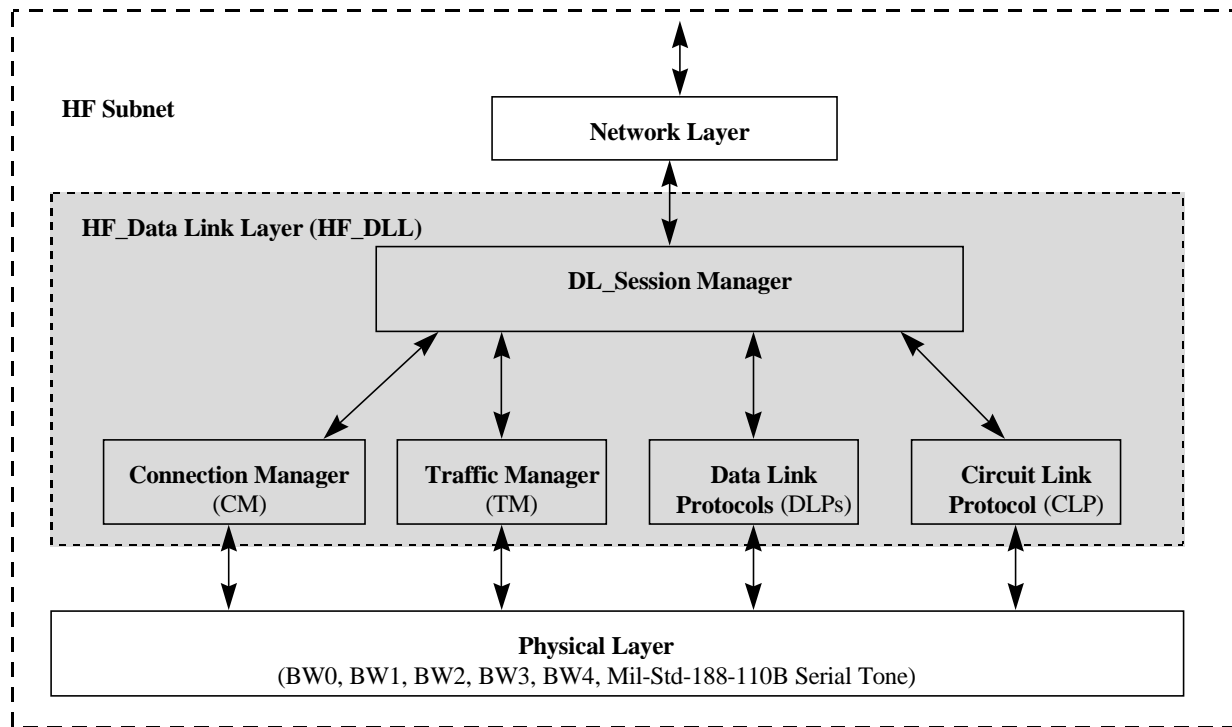 HF Subnet
Network Layer
HF_Data Link Layer (HF_DLL)
DL_Session Manager
Connection Manager
(CM)
Traffic Manager
(TM)
Data Link
Protocols (DLPs)
Circuit Link
Protocol (CLP)
Physical Layer
(BW0, BW1, BW2, BW3, BW4, Mil-Std-188-110B Serial Tone)